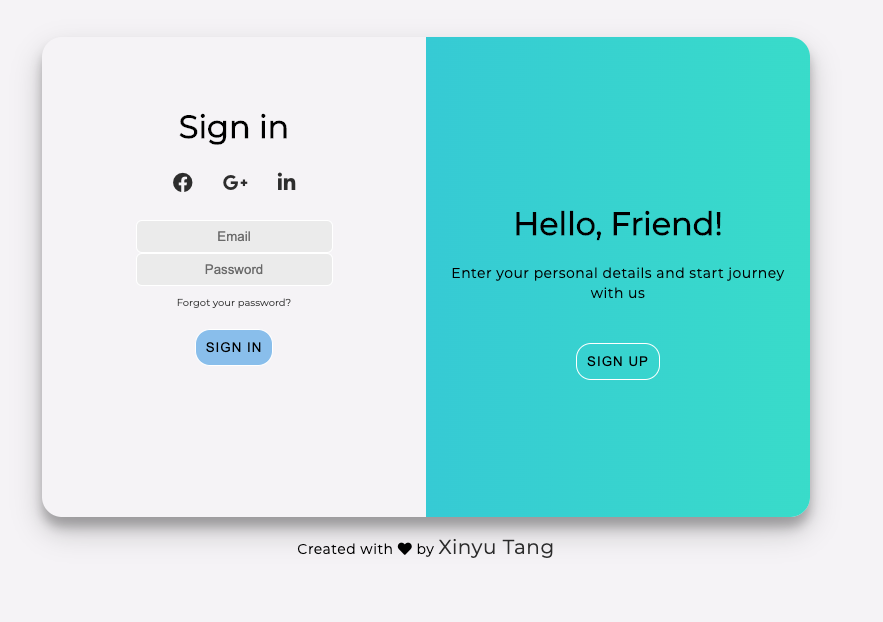 Sign in
G+
in
Email
Password
Forgot your password?
SIGN IN
Hello, Friend!
Enter your personal details and start journey
with us
SIGN UP
Created with ♥ by Xinyu Tang